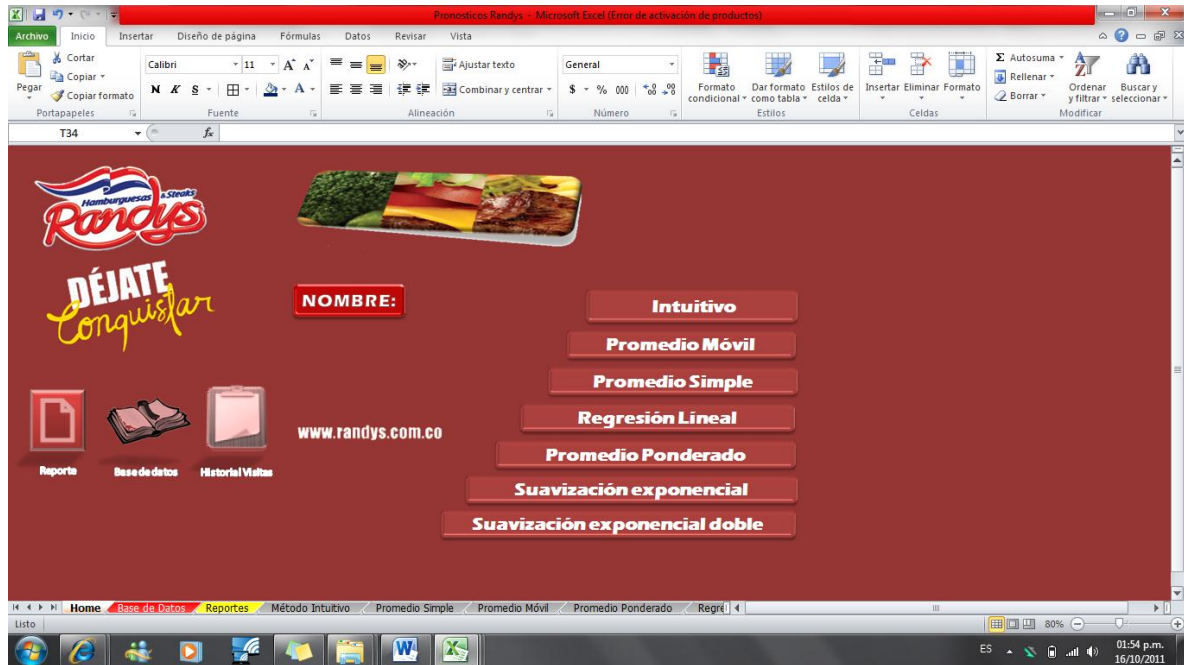 Pronosticos Randys - Microsoft Excel (Error de activación de productos)
Archivo Inicio Insertar Diseño de página Fórmulas Datos Revisar Vista
Pegar
Cortar
Copiar
Copiar formato
Portapapeles
Calibri 11
N K S
Fuente
Ajustar texto
Combinar y centrar
Alineación
General
$ % 000
Número
Formato condicional
Dar formato como tabla
Estilos de celda
Estilos
Insertar Eliminar Formato
Celdas
Σ Autosuma
Rellenar
Borrar
Ordenar y filtrar
Buscar y seleccionar
Modificar
T34 fx
Hamburguesas & Steaks
Randys
DÉJATE
Conquistar
NOMBRE:
Intuitivo
Promedio Móvil
Promedio Simple
Regresión Líneal
Promedio Ponderado
Suavización exponencial
Suavización exponencial doble
www.randys.com.co
Reporte Base de datos Historial Visitas
Home Base de Datos Reportes Método Intuitivo Promedio Simple Promedio Móvil Promedio Ponderado Regre
Listo 80%
ES 01:54 p.m.
16/10/2011